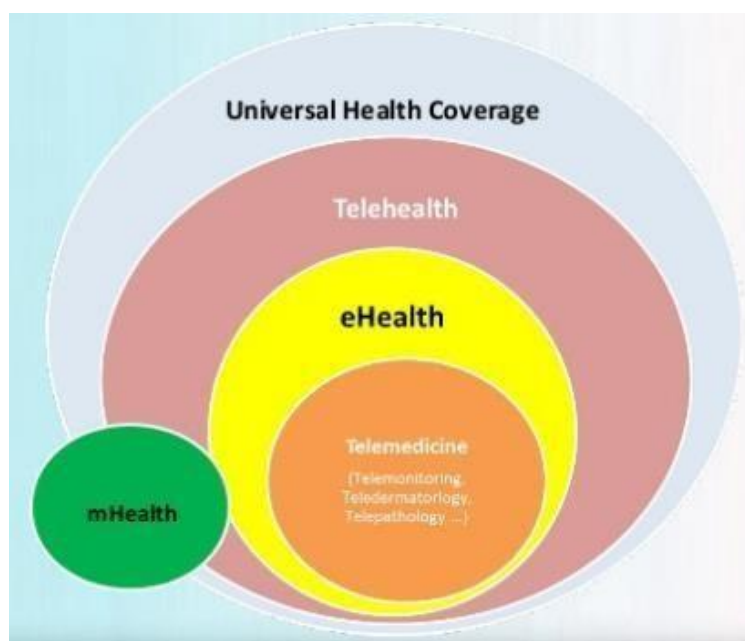 Universal Health Coverage
Telehealth
eHealth
Telemedicine
(Telemonitoring,
Teledermatorlogy,
Telepathology ...)
mHealth